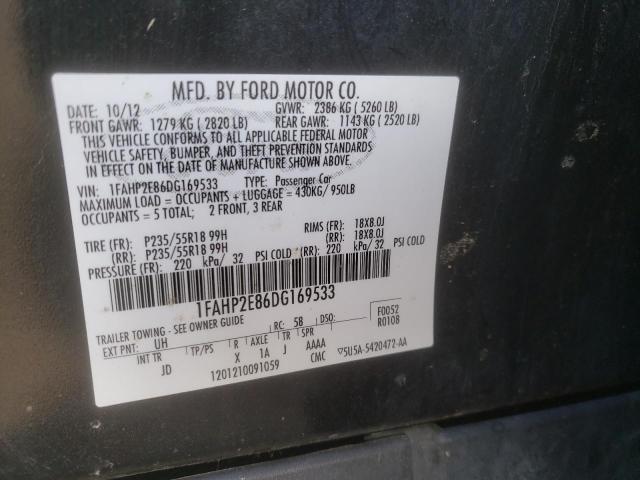 MFD. BY FORD MOTOR CO.
DATE: 10/12 GVWR: 2386 KG ( 5260 LB)
FRONT GAWR: 1279 KG ( 2820 LB) REAR GAWR: 1143 KG ( 2520 LB)
THIS VEHICLE CONFORMS TO ALL APPLICABLE FEDERAL MOTOR
VEHICLE SAFETY, BUMPER, AND THEFT PREVENTION STANDARDS
IN EFFECT ON THE DATE OF MANUFACTURE SHOWN ABOVE.
VIN: 1FAHP2E86DG169533 TYPE: Passenger Car
MAXIMUM LOAD = OCCUPANTS + LUGGAGE = 430KG/ 950LB
OCCUPANTS = 5 TOTAL; 2 FRONT, 3 REAR
TIRE (FR): P235/55R18 99H RIMS (FR): 18X8.0J
(RR): P235/55R18 99H (RR): 18X8.0J
PRESSURE (FR): 220 kPa/ 32 PSI COLD (RR): 220 kPa/ 32 PSI COLD
1FAHP2E86DG169533
TRAILER TOWING - SEE OWNER GUIDE
EXT PNT: UH RC: 58 DSO: F0052
R0108
INT TR TP/PS R AXLE TR SPR
JD X 1A J AAAA
1201210091059 CMC ▽5U5A-5420472-AA